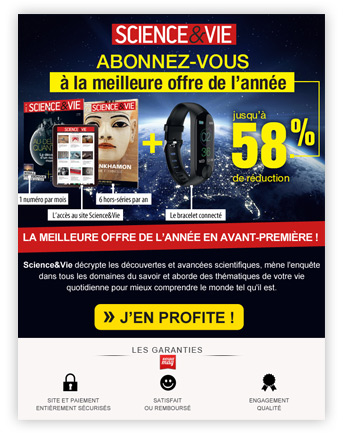 SCIENCE&VIE
ABONNEZ-VOUS
à la meilleure offre de l'année
SCIENCE&VIE
SCIENCE&VIE
SCIENCE & VIE
+
jusqu'à
58%
de réduction
1 numéro par mois
6 hors-séries par an
L'accès au site Science&Vie
Le bracelet connecté
LA MEILLEURE OFFRE DE L'ANNÉE EN AVANT-PREMIÈRE !
Science&Vie décrypte les découvertes et avancées scientifiques, mène l'enquête
dans tous les domaines du savoir et aborde des thématiques de votre vie
quotidienne pour mieux comprendre le monde tel qu'il est.
» J'EN PROFITE !
LES GARANTIES
SITE ET PAIEMENT
ENTIÈREMENT SÉCURISÉS
SATISFAIT
OU REMBOURSÉ
ENGAGEMENT
QUALITÉ